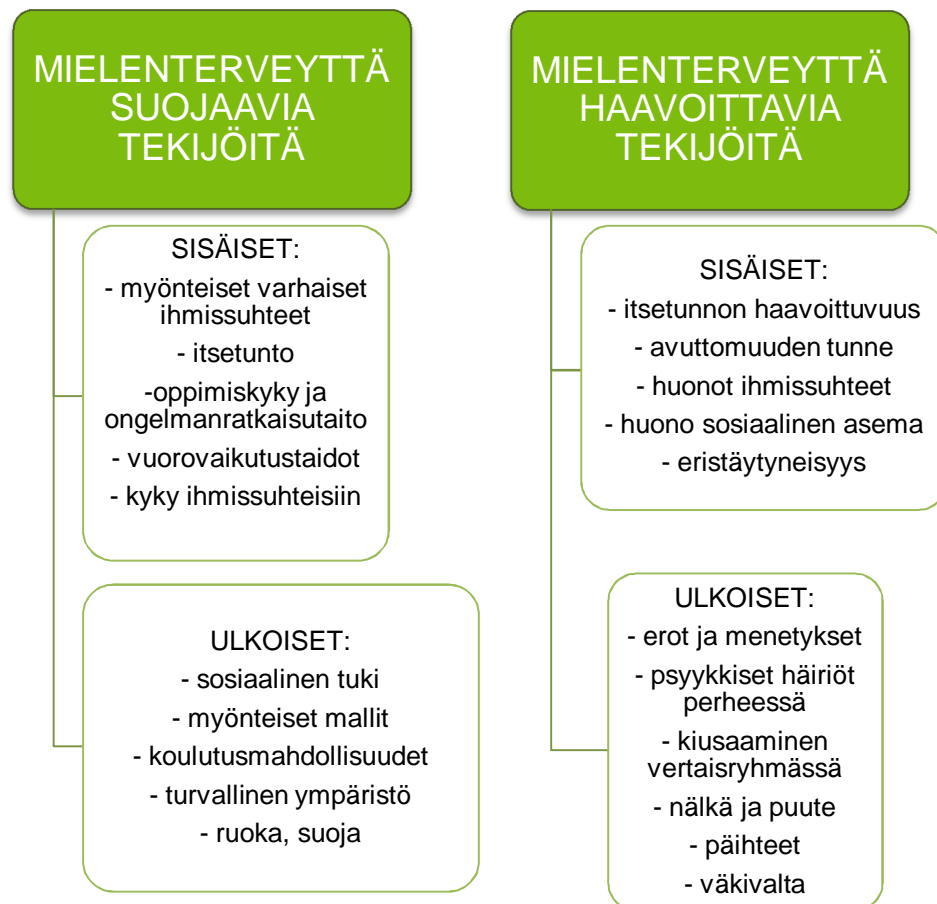 MIELENTERVEYTTÄ
SUOJAAVIA
TEKIJÖITÄ
SISÄISET:
- myönteiset varhaiset
ihmissuhteet
- itsetunto
-oppimiskyky ja
ongelmanratkaisutaito
- vuorovaikutustaidot
- kyky ihmissuhteisiin
ULKOISET:
- sosiaalinen tuki
- myönteiset mallit
- koulutusmahdollisuudet
- turvallinen ympäristö
- ruoka, suoja
MIELENTERVEYTTÄ
HAAVOITTAVIA
TEKIJÖITÄ
SISÄISET:
- itsetunnon haavoittuvuus
- avuttomuuden tunne
- huonot ihmissuhteet
- huono sosiaalinen asema
- eristäytyneisyys
ULKOISET:
- erot ja menetykset
- psyykkiset häiriöt
perheessä
- kiusaaminen
vertaisryhmässä
- nälkä ja puute
- päihteet
- väkivalta